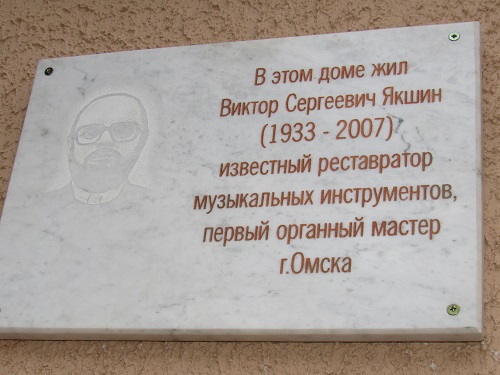 В этом доме жил
Виктор Сергеевич Якшин
(1933 - 2007)
известный реставратор
музыкальных инструментов,
первый органный мастер
г.Омска